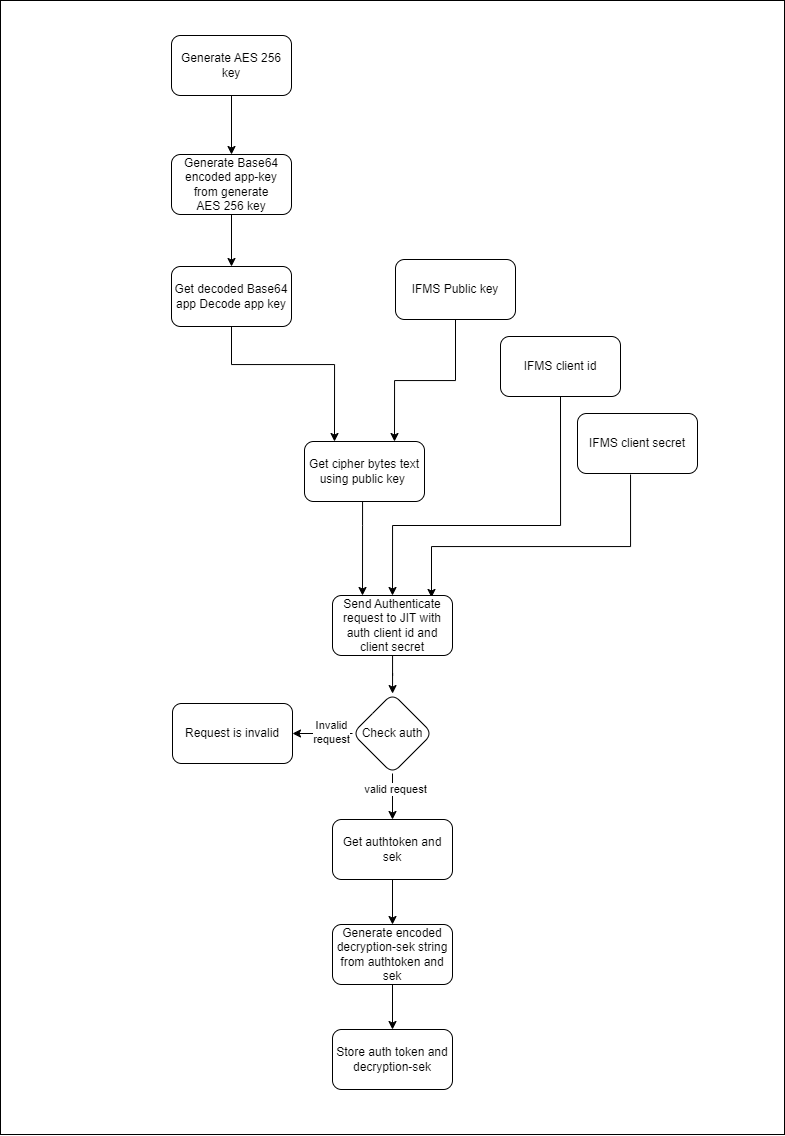 Generate AES 256
key
Generate Base64
encoded app-key
from generate
AES 256 key
Get decoded Base64
app Decode app key
IFMS Public key
IFMS client id
IFMS client secret
Get cipher bytes text
using public key
Send Authenticate
request to JIT with
auth client id and
client secret
Check auth
Invalid
request
Request is invalid
valid request
Get authtoken and
sek
Generate encoded
decryption-sek string
from authtoken and
sek
Store auth token and
decryption-sek